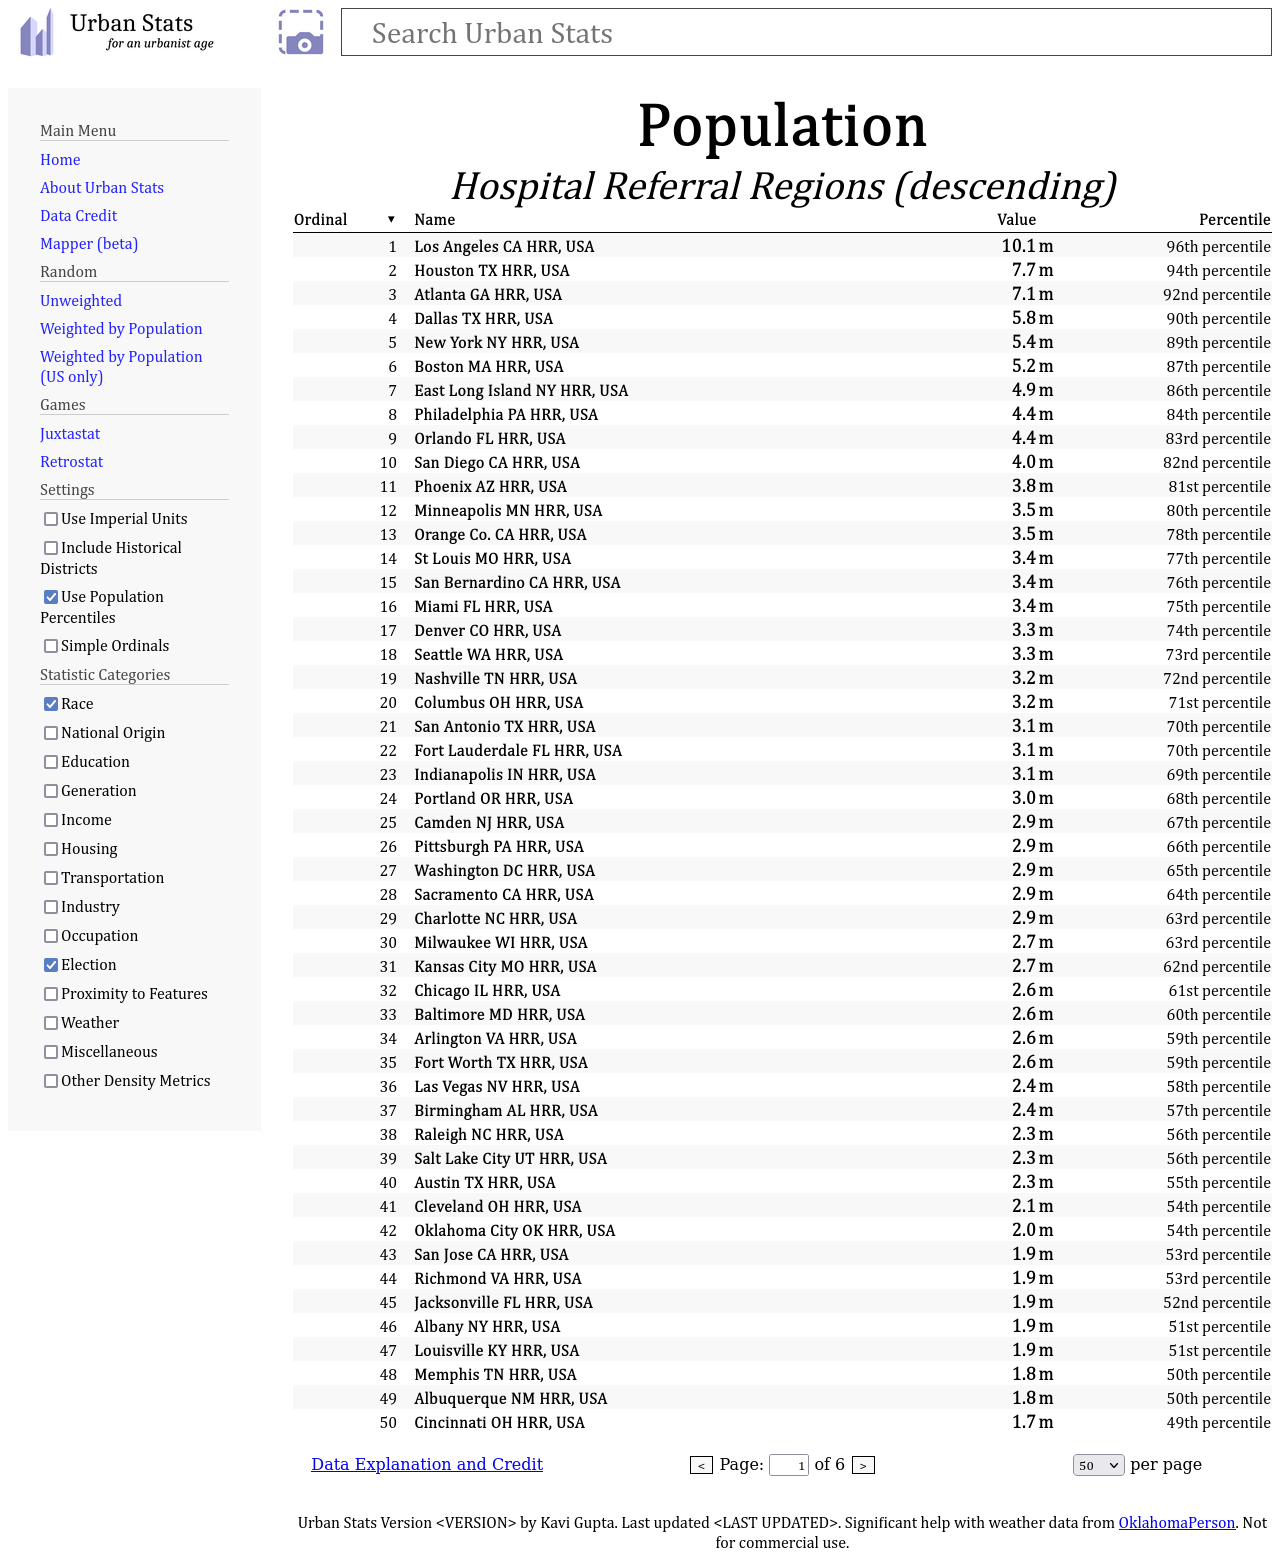 Urban Stats
for an urbanist age
Search Urban Stats
Main Menu
Home
About Urban Stats
Data Credit
Mapper (beta)
Random
Unweighted
Weighted by Population
Weighted by Population
(US only)
Games
Juxtastat
Retrostat
Settings
Use Imperial Units
Include Historical
Districts
Use Population
Percentiles
Simple Ordinals
Statistic Categories
Race
National Origin
Education
Generation
Income
Housing
Transportation
Industry
Occupation
Election
Proximity to Features
Weather
Miscellaneous
Other Density Metrics
Population
Hospital Referral Regions (descending)
Ordinal ▼ Name Value Percentile
1 Los Angeles CA HRR, USA 10.1 m 96th percentile
2 Houston TX HRR, USA 7.7 m 94th percentile
3 Atlanta GA HRR, USA 7.1 m 92nd percentile
4 Dallas TX HRR, USA 5.8 m 90th percentile
5 New York NY HRR, USA 5.4 m 89th percentile
6 Boston MA HRR, USA 5.2 m 87th percentile
7 East Long Island NY HRR, USA 4.9 m 86th percentile
8 Philadelphia PA HRR, USA 4.4 m 84th percentile
9 Orlando FL HRR, USA 4.4 m 83rd percentile
10 San Diego CA HRR, USA 4.0 m 82nd percentile
11 Phoenix AZ HRR, USA 3.8 m 81st percentile
12 Minneapolis MN HRR, USA 3.5 m 80th percentile
13 Orange Co. CA HRR, USA 3.5 m 78th percentile
14 St Louis MO HRR, USA 3.4 m 77th percentile
15 San Bernardino CA HRR, USA 3.4 m 76th percentile
16 Miami FL HRR, USA 3.4 m 75th percentile
17 Denver CO HRR, USA 3.3 m 74th percentile
18 Seattle WA HRR, USA 3.3 m 73rd percentile
19 Nashville TN HRR, USA 3.2 m 72nd percentile
20 Columbus OH HRR, USA 3.2 m 71st percentile
21 San Antonio TX HRR, USA 3.1 m 70th percentile
22 Fort Lauderdale FL HRR, USA 3.1 m 70th percentile
23 Indianapolis IN HRR, USA 3.1 m 69th percentile
24 Portland OR HRR, USA 3.0 m 68th percentile
25 Camden NJ HRR, USA 2.9 m 67th percentile
26 Pittsburgh PA HRR, USA 2.9 m 66th percentile
27 Washington DC HRR, USA 2.9 m 65th percentile
28 Sacramento CA HRR, USA 2.9 m 64th percentile
29 Charlotte NC HRR, USA 2.9 m 63rd percentile
30 Milwaukee WI HRR, USA 2.7 m 63rd percentile
31 Kansas City MO HRR, USA 2.7 m 62nd percentile
32 Chicago IL HRR, USA 2.6 m 61st percentile
33 Baltimore MD HRR, USA 2.6 m 60th percentile
34 Arlington VA HRR, USA 2.6 m 59th percentile
35 Fort Worth TX HRR, USA 2.6 m 59th percentile
36 Las Vegas NV HRR, USA 2.4 m 58th percentile
37 Birmingham AL HRR, USA 2.4 m 57th percentile
38 Raleigh NC HRR, USA 2.3 m 56th percentile
39 Salt Lake City UT HRR, USA 2.3 m 56th percentile
40 Austin TX HRR, USA 2.3 m 55th percentile
41 Cleveland OH HRR, USA 2.1 m 54th percentile
42 Oklahoma City OK HRR, USA 2.0 m 54th percentile
43 San Jose CA HRR, USA 1.9 m 53rd percentile
44 Richmond VA HRR, USA 1.9 m 53rd percentile
45 Jacksonville FL HRR, USA 1.9 m 52nd percentile
46 Albany NY HRR, USA 1.9 m 51st percentile
47 Louisville KY HRR, USA 1.9 m 51st percentile
48 Memphis TN HRR, USA 1.8 m 50th percentile
49 Albuquerque NM HRR, USA 1.8 m 50th percentile
50 Cincinnati OH HRR, USA 1.7 m 49th percentile
Data Explanation and Credit < Page: 1 of 6 > 50 per page
Urban Stats Version <VERSION> by Kavi Gupta. Last updated <LAST UPDATED>. Significant help with weather data from OklahomaPerson. Not
for commercial use.